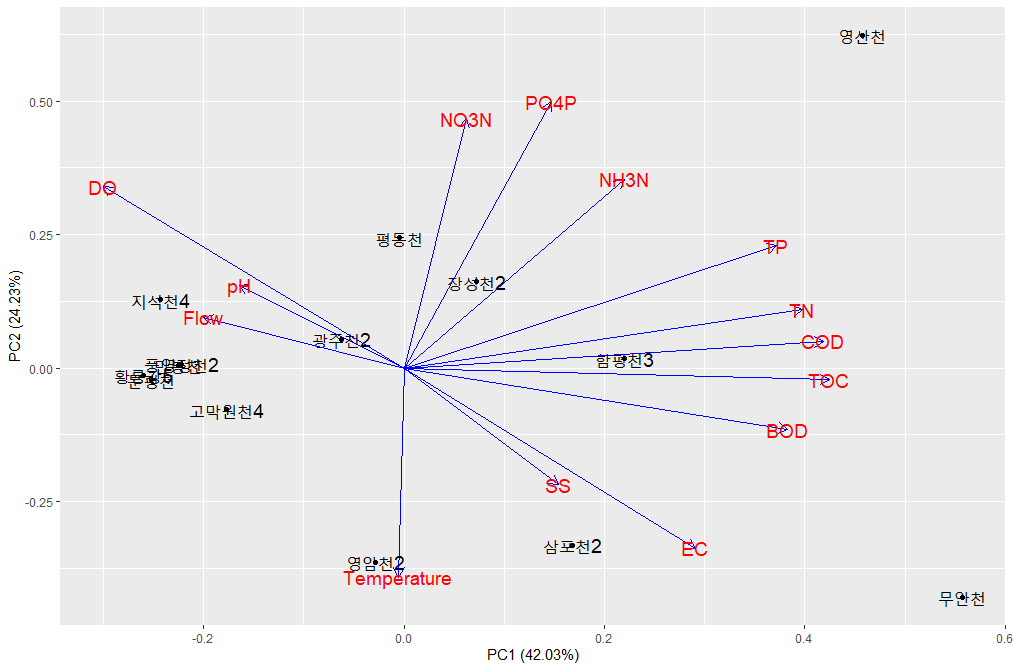 영산천
0.50
PO4P
NO3N
NH3N
DO
0.25
평동천
TP
장성천2
pH
지석천4
TN
Flow
광주천2
COD
함평천3
PC2 (24.23%)
0.00
TOC
고막원천4
BOD
SS
-0.25
삼포천2
EC
영암천2
Temperature
무안천
-0.2
0.0
0.2
0.4
0.6
PC1 (42.03%)